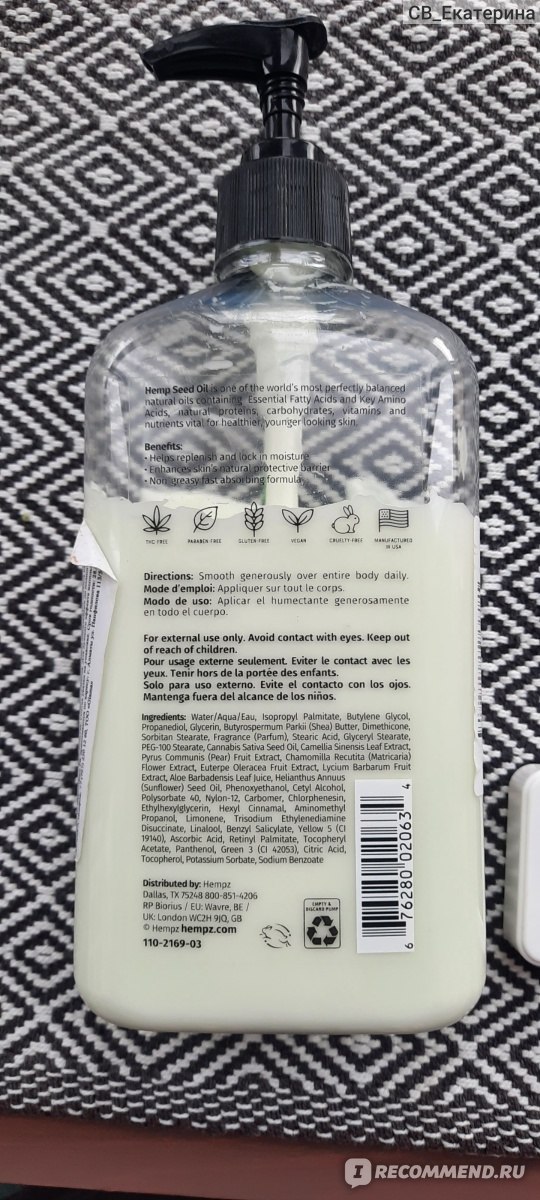 СВ_Екатерина
Hemp Seed Oil is one of the world's most perfectly balanced
natural oils containing Essential Fatty Acids and Key Amino
Acids, natural proteins, carbohydrates, vitamins and
nutrients vital for healthier, younger looking skin.
Benefits:
• Helps replenish and lock in moisture
• Enhances skin's natural protective barrier
• Non-greasy fast absorbing formula
THC-FREE PARABEN-FREE GLUTEN-FREE VEGAN CRUELTY-FREE MANUFACTURED
IN USA
Directions: Smooth generously over entire body daily.
Mode d'emploi: Appliquer sur tout le corps.
Modo de uso: Aplicar el humectante generosamente
en todo el cuerpo.
For external use only. Avoid contact with eyes. Keep out
of reach of children.
Pour usage externe seulement. Eviter le contact avec les
yeux. Tenir hors de la portée des enfants.
Solo para uso externo. Evite el contacto con los ojos.
Mantenga fuera del alcance de los niños.
Ingredients: Water/Aqua/Eau, Isopropyl Palmitate, Butylene Glycol,
Propanediol, Glycerin, Butyrospermum Parkii (Shea) Butter, Dimethicone,
Sorbitan Stearate, Fragrance (Parfum), Stearic Acid, Glyceryl Stearate,
PEG-100 Stearate, Cannabis Sativa Seed Oil, Camellia Sinensis Leaf Extract,
Pyrus Communis (Pear) Fruit Extract, Chamomilla Recutita (Matricaria)
Flower Extract, Euterpe Oleracea Fruit Extract, Lycium Barbarum Fruit
Extract, Aloe Barbadensis Leaf Juice, Helianthus Annuus
(Sunflower) Seed Oil, Phenoxyethanol, Cetyl Alcohol,
Polysorbate 40, Nylon-12, Carbomer, Chlorphenesin,
Ethylhexylglycerin, Hexyl Cinnamal, Aminomethyl
Propanol, Limonene, Trisodium Ethylenediamine
Disuccinate, Linalool, Benzyl Salicylate, Yellow 5 (CI
19140), Ascorbic Acid, Retinyl Palmitate, Tocopheryl
Acetate, Panthenol, Green 3 (CI 42053), Citric Acid,
Tocopherol, Potassium Sorbate, Sodium Benzoate
6 76280 02063 4
Distributed by: Hempz
Dallas, TX 75248 800-851-4206
RP Biorius / EU: Wavre, BE /
UK: London WC2H 9JQ, GB
© Hempz hempz.com
110-2169-03
EMPTY &
DISCARD PUMP
IRECOMMEND.RU